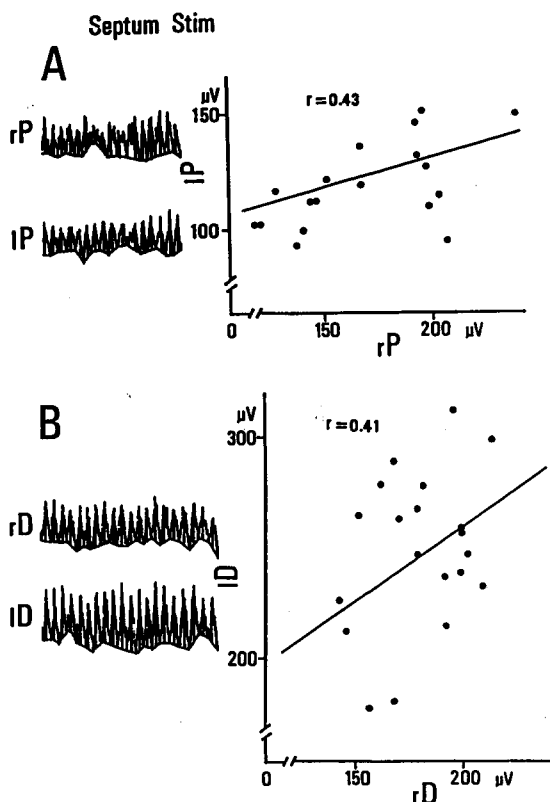 Septum Stim
A
rP
lP
µV
r=0.43
150
lP
100
0
150
200
µV
rP
B
rD
lD
µV
r=0.41
300
lD
200
0
150
200
µV
rD